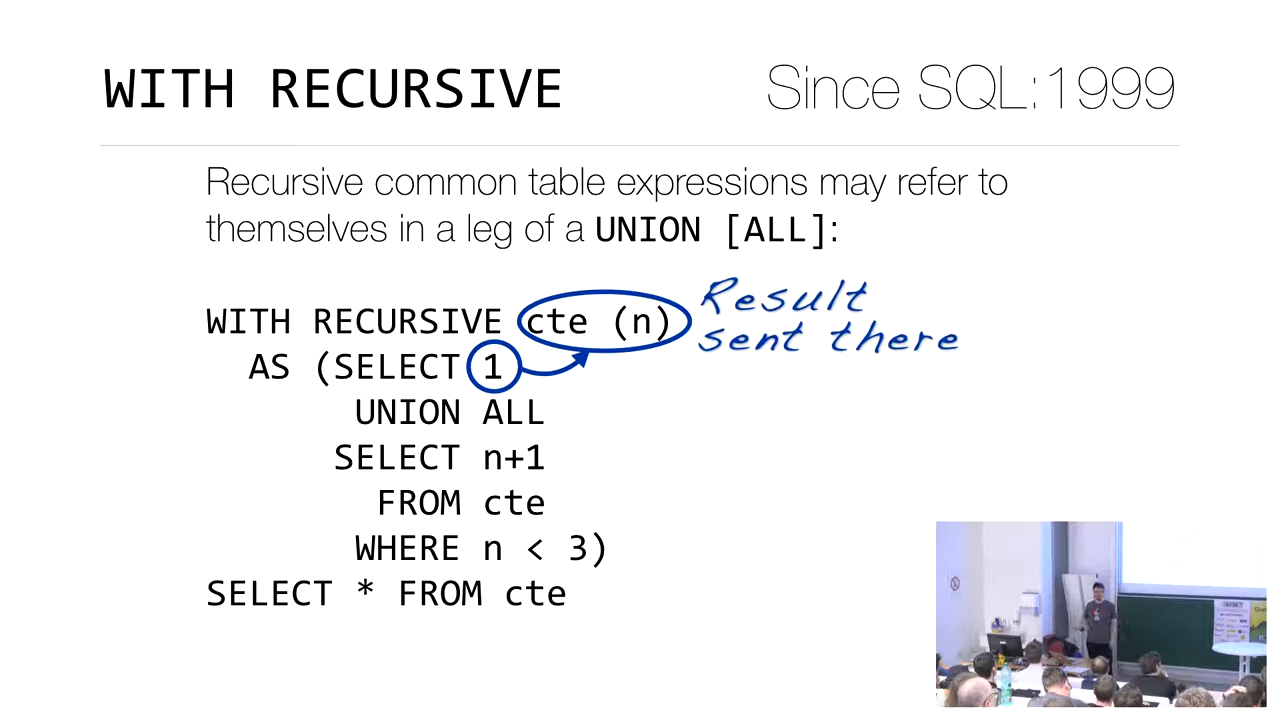 WITH RECURSIVE Since SQL:1999
Recursive common table expressions may refer to
themselves in a leg of a UNION [ALL]:
WITH RECURSIVE cte (n)
Result
sent there
AS (SELECT 1
UNION ALL
SELECT n+1
FROM cte
WHERE n < 3)
SELECT * FROM cte